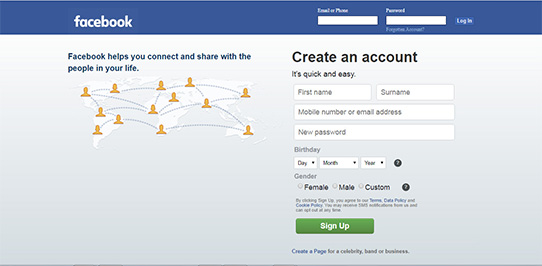 facebook
Email or Phone
Password
Log In
Forgotten Account?
Facebook helps you connect and share with the
people in your life.
Create an account
It's quick and easy.
First name
Surname
Mobile number or email address
New password
Birthday
Day
Month
Year
?
Gender
Female
Male
Custom
?
By clicking Sign Up, you agree to our Terms, Data Policy and
Cookie Policy. You may receive SMS notifications from us and
can opt out at any time.
Sign Up
Create a Page for a celebrity, band or business.